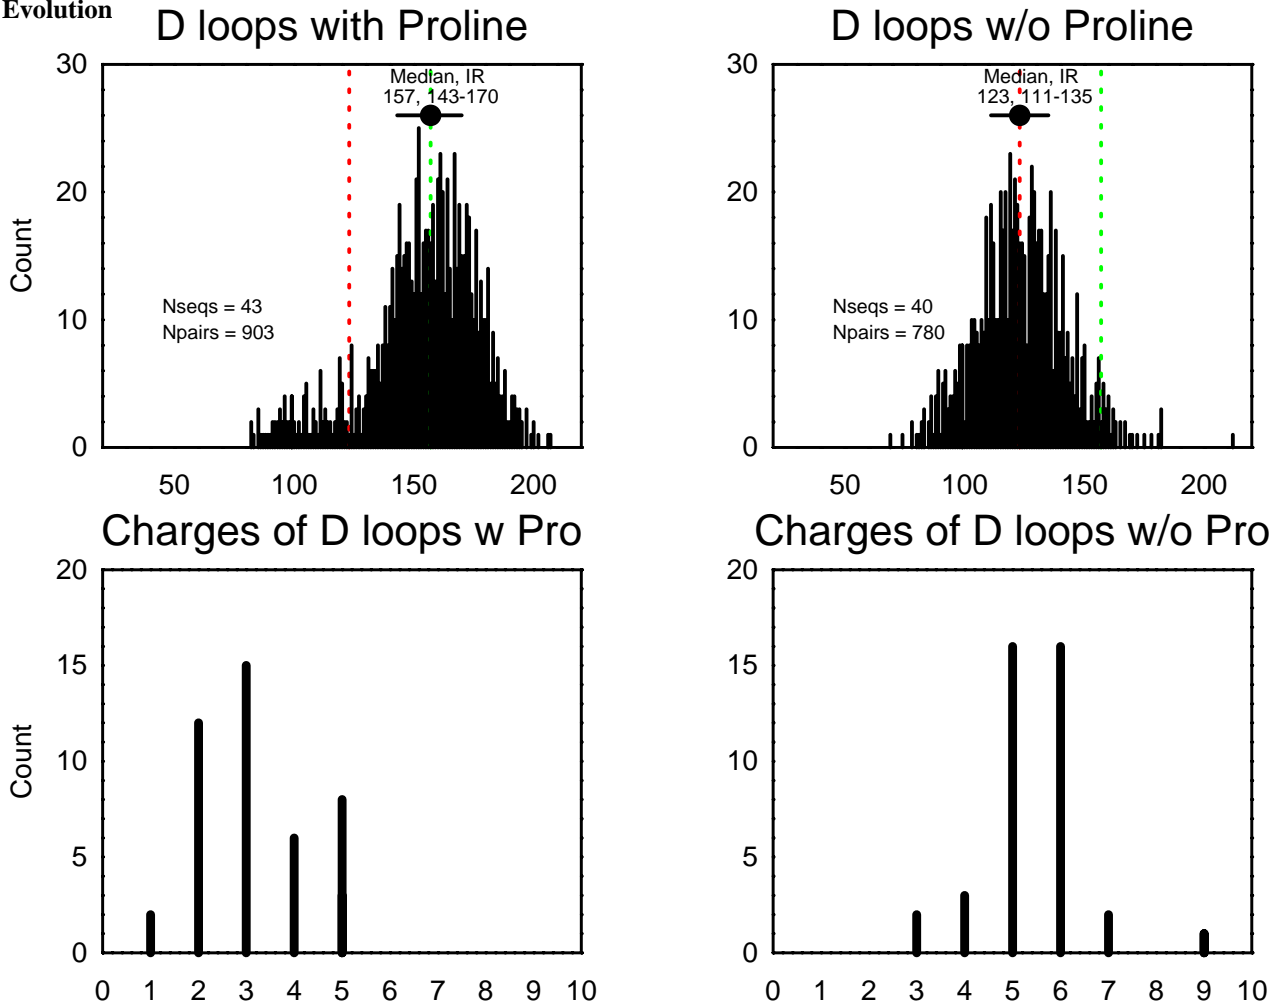 Evolution
D loops with Proline
30
20
10
0
Count
Median, IR
157, 143-170
Nseqs = 43
Npairs = 903
50 100 150 200
D loops w/o Proline
30
20
10
0
Median, IR
123, 111-135
Nseqs = 40
Npairs = 780
50 100 150 200
Charges of D loops w Pro
20
15
10
5
0
Count
0 1 2 3 4 5 6 7 8 9 10
Charges of D loops w/o Pro
20
15
10
5
0
0 1 2 3 4 5 6 7 8 9 10